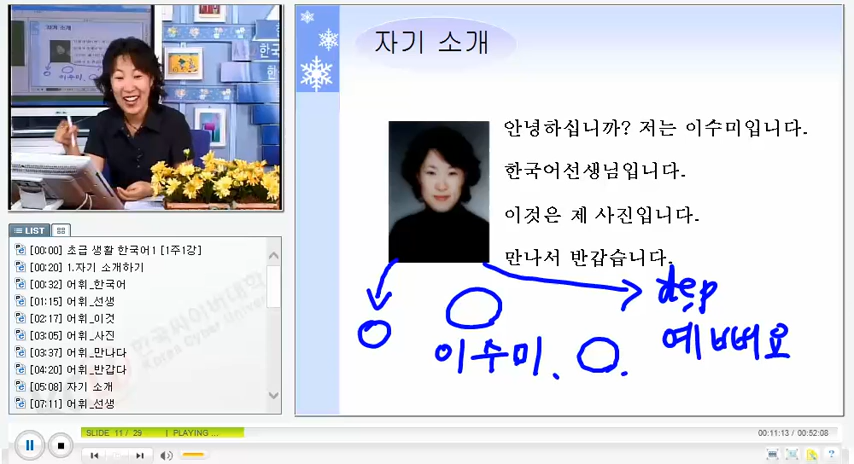 자기 소개
안녕하십니까? 저는 이수미입니다.
한국어선생님입니다.
이것은 제 사진입니다.
만나서 반갑습니다.
dep
예뻐요
이수미.
LIST
[00:00] 초급 생활 한국어1 [1주1강]
[00:20] 1.자기 소개하기
[00:32] 어휘_한국어
[01:15] 어휘_선생
[02:17] 어휘_이것
[03:05] 어휘_사진
[03:37] 어휘_만나다
[04:20] 어휘_반갑다
[05:08] 자기 소개
[07:11] 어휘_선생
SLIDE 11 / 29 | PLAYING ...
00:11:13 / 00:52:08